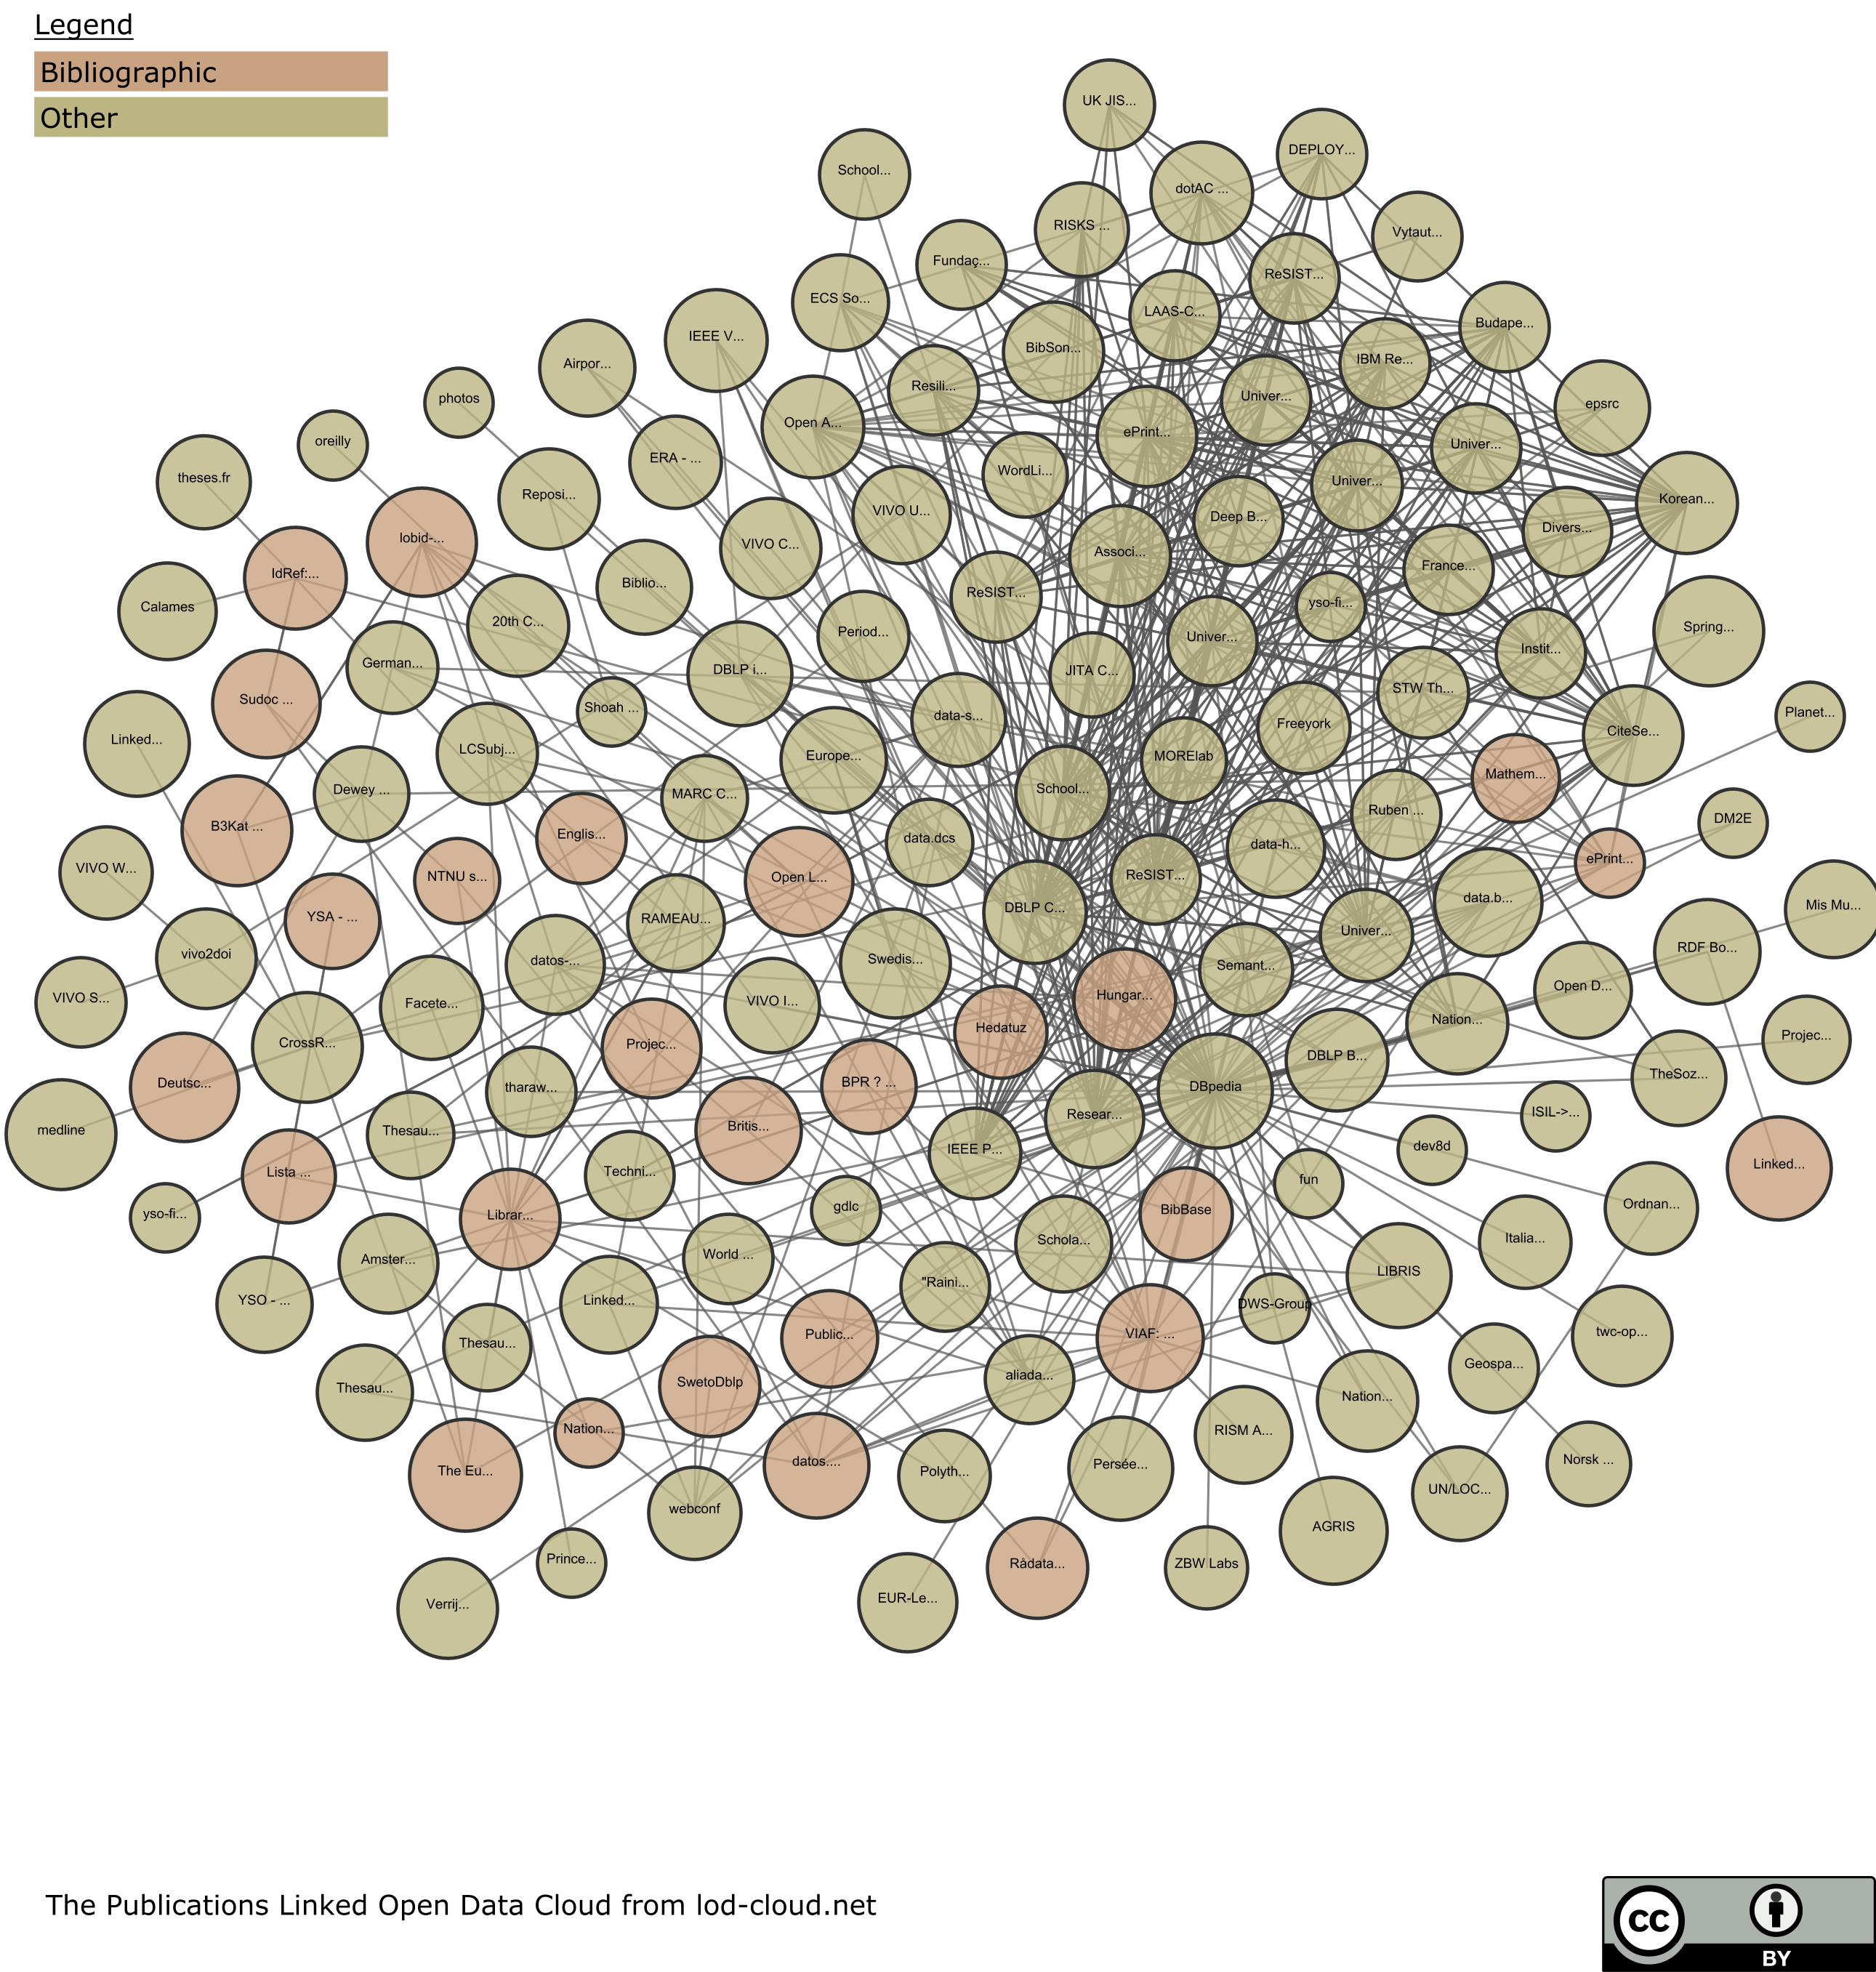 Legend
Bibliographic
Other
UK JIS...
DEPLOY...
School...
dotAC ...
RISKS ...
Vytaut...
Fundaç...
ReSIST...
ECS So...
LAAS-C...
Budape...
IEEE V...
BibSon...
IBM Re...
Airpor...
Resili...
Univer...
photos
epsrc
Open A...
ePrint...
oreilly
Univer...
ERA - ...
WordLi...
theses.fr
Univer...
Reposi...
Korean...
VIVO U...
Deep B...
Divers...
lobid-...
VIVO C...
Associ...
France...
IdRef:...
Biblio...
ReSIST...
yso-fi...
Calames
20th C...
Period...
Univer...
Spring...
Instit...
German...
DBLP i...
JITA C...
STW Th...
Sudoc ...
Shoah ...
data-s...
Freeyork
Planet...
CiteSe...
Linked...
LCSubj...
Europe...
MORElab
Mathem...
Dewey ...
MARC C...
School...
Ruben ...
DM2E
B3Kat ...
Englis...
data.dcs
data-h...
ePrint...
VIVO W...
NTNU s...
Open L...
ReSIST...
data.b...
Mis Mu...
YSA - ...
RAMEAU...
DBLP C...
Univer...
RDF Bo...
vivo2doi
datos-...
Swedis...
Semant...
Open D...
VIVO S...
Facete...
VIVO I...
Hungar...
Nation...
CrossR...
Projec...
Hedatuz
DBLP B...
Projec...
Deutsc...
tharaw...
BPR ? ...
DBpedia
TheSoz...
medline
Thesau...
Britis...
Resear...
ISIL->...
Lista ...
Techni...
IEEE P...
dev8d
Linked...
yso-fi...
Librar...
gdlc
BibBase
fun
Ordnan...
Amster...
World ...
Schola...
Italia...
YSO - ...
Linked...
"Raini...
DWS-Group
LIBRIS
twc-op...
Thesau...
Public...
VIAF: ...
Geospa...
Thesau...
SwetoDblp
aliada...
Nation...
Nation...
RISM A...
The Eu...
datos....
Polyth...
Persée...
Norsk ...
webconf
UN/LOC...
AGRIS
Prince...
Rådata...
ZBW Labs
Verrij...
EUR-Le...
The Publications Linked Open Data Cloud from lod-cloud.net
cc
BY